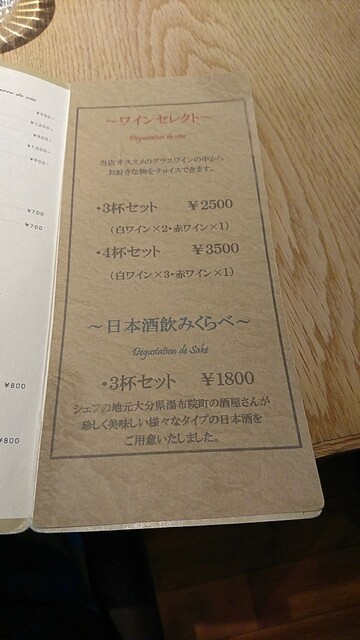 ～ワインセレクト～
Dégustation de vin
当店オススメのグラスワインの中から
お好きな物をチョイスできます。
・3杯セット ¥2500
（白ワイン×2・赤ワイン×1）
・4杯セット ¥3500
（白ワイン×3・赤ワイン×1）
～日本酒飲みくらべ～
Dégustation de Saké
・3杯セット ¥1800
シェフの地元大分県湯布院町の酒屋さんが
珍しく美味しい様々なタイプの日本酒を
ご用意いたしました。
¥700
¥700
¥800
¥800